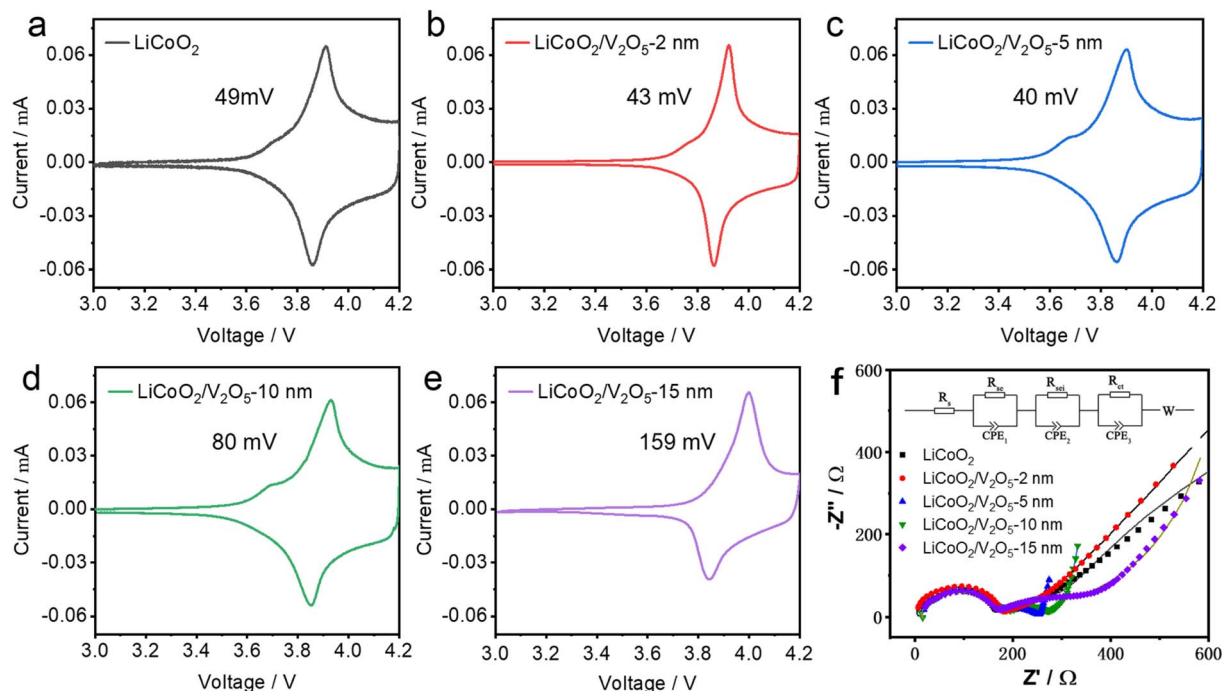 a
LiCoO₂
49mV
0.06
0.03
0.00
-0.03
-0.06
Current / mA
3.0 3.2 3.4 3.6 3.8 4.0 4.2
Voltage / V
b
LiCoO₂/V₂O₅-2 nm
43 mV
0.06
0.03
0.00
-0.03
-0.06
Current / mA
3.0 3.2 3.4 3.6 3.8 4.0 4.2
Voltage / V
c
LiCoO₂/V₂O₅-5 nm
40 mV
0.06
0.03
0.00
-0.03
-0.06
Current / mA
3.0 3.2 3.4 3.6 3.8 4.0 4.2
Voltage / V
d
LiCoO₂/V₂O₅-10 nm
80 mV
0.06
0.03
0.00
-0.03
-0.06
Current / mA
3.0 3.2 3.4 3.6 3.8 4.0 4.2
Voltage / V
e
LiCoO₂/V₂O₅-15 nm
159 mV
0.06
0.03
0.00
-0.03
-0.06
Current / mA
3.0 3.2 3.4 3.6 3.8 4.0 4.2
Voltage / V
f
Rs Rse Rsei Rct W
CPE₁ CPE₂ CPE₃
LiCoO₂
LiCoO₂/V₂O₅-2 nm
LiCoO₂/V₂O₅-5 nm
LiCoO₂/V₂O₅-10 nm
LiCoO₂/V₂O₅-15 nm
600
400
200
0
-Z" / Ω
0 200 400 600
Z' / Ω